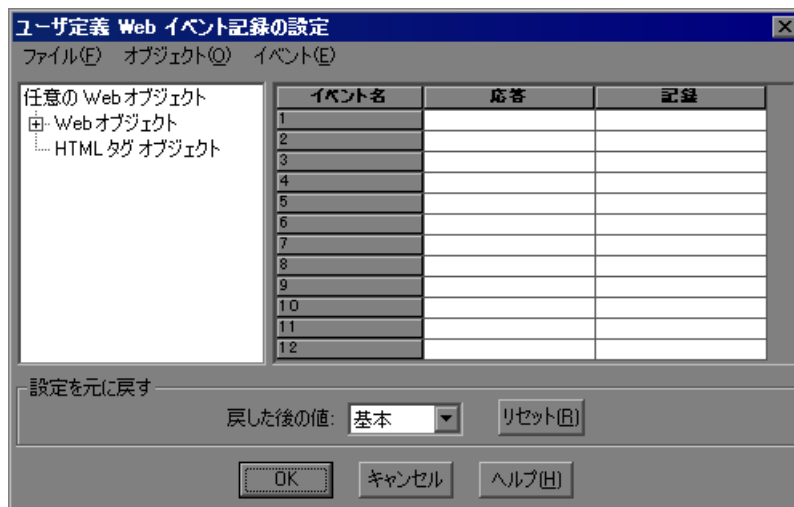 ユーザ定義 Web イベント記録の設定
ファイル(F) オブジェクト(O) イベント(E)
任意の Web オブジェクト
Web オブジェクト
HTML タグ オブジェクト
イベント名 応答 記録
1
2
3
4
5
6
7
8
9
10
11
12
設定を元に戻す
戻した後の値: 基本 リセット(R)
OK キャンセル ヘルプ(H)